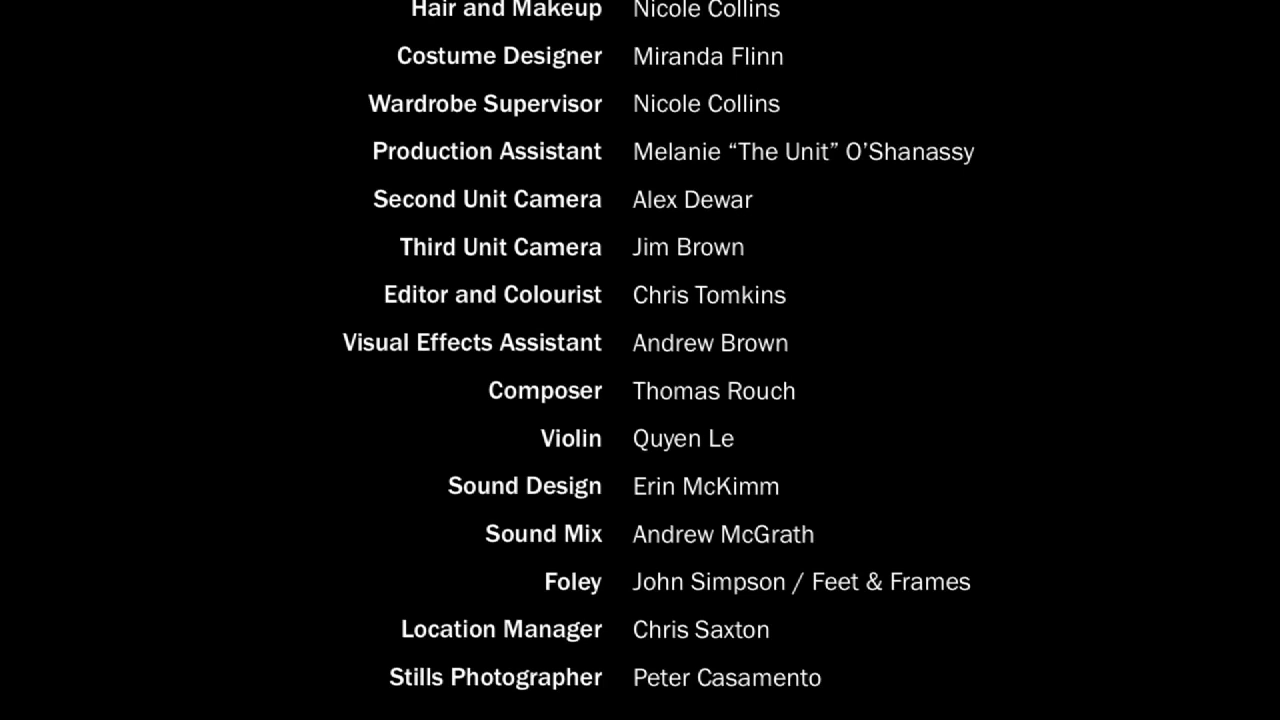 Hair and Makeup Nicole Collins
Costume Designer Miranda Flinn
Wardrobe Supervisor Nicole Collins
Production Assistant Melanie “The Unit” O’Shanassy
Second Unit Camera Alex Dewar
Third Unit Camera Jim Brown
Editor and Colourist Chris Tomkins
Visual Effects Assistant Andrew Brown
Composer Thomas Rouch
Violin Quyen Le
Sound Design Erin McKimm
Sound Mix Andrew McGrath
Foley John Simpson / Feet & Frames
Location Manager Chris Saxton
Stills Photographer Peter Casamento